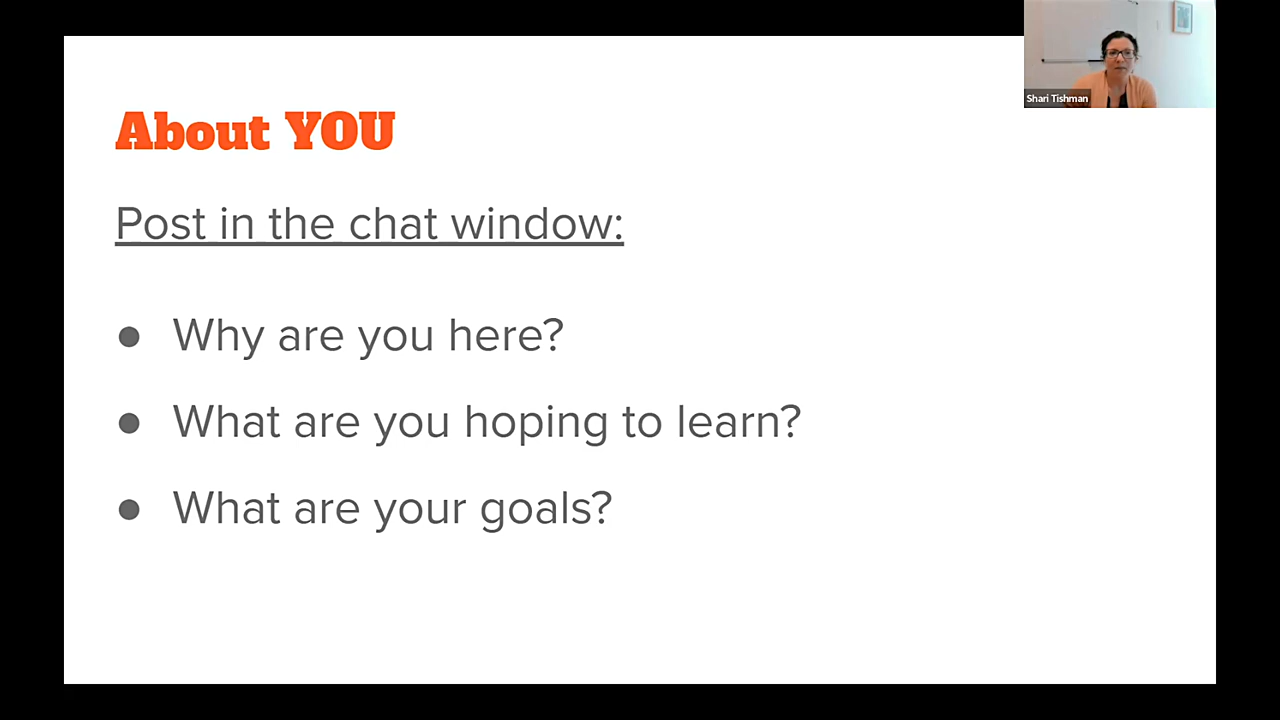 About YOU
Post in the chat window:
● Why are you here?
● What are you hoping to learn?
● What are your goals?
Shari Tishman